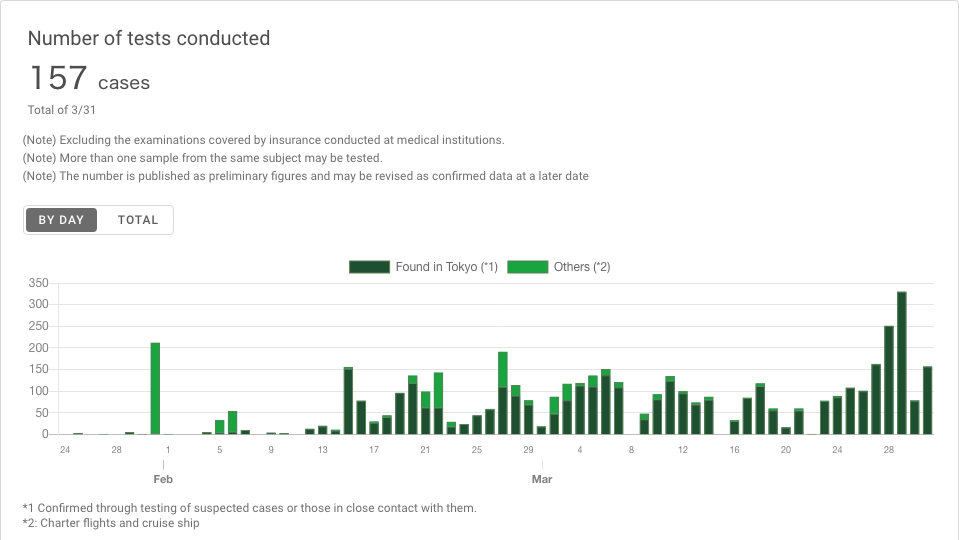 Number of tests conducted
157 cases
Total of 3/31
(Note) Excluding the examinations covered by insurance conducted at medical institutions.
(Note) More than one sample from the same subject may be tested.
(Note) The number is published as preliminary figures and may be revised as confirmed data at a later date
BY DAY TOTAL
Found in Tokyo (*1) Others (*2)
350
300
250
200
150
100
50
0
24 28 1 5 9 13 17 21 25 29 4 8 12 16 20 24 28
Feb Mar
*1 Confirmed through testing of suspected cases or those in close contact with them.
*2: Charter flights and cruise ship